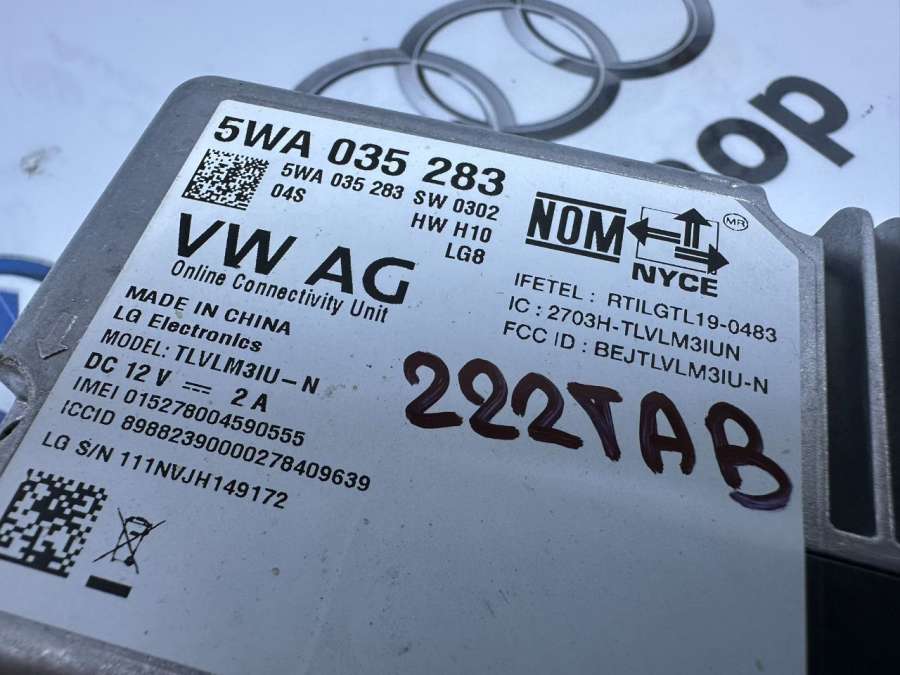 5WA 035 283
5WA 035 283 SW 0302
04S HW H10
LG8
VW AG
Online Connectivity Unit
MADE IN CHINA
LG Electronics
MODEL: TLVLM3IU-N
DC 12 V ⎓ 2 A
IMEI 015278004590555
ICCID 89882390000278409639
LG S/N 111NVJH149172
NOM
MR
NYCE
IFETEL : RTILGTL19-0483
IC : 2703H-TLVLM3IUN
FCC ID : BEJTLVLM3IU-N
222TAB